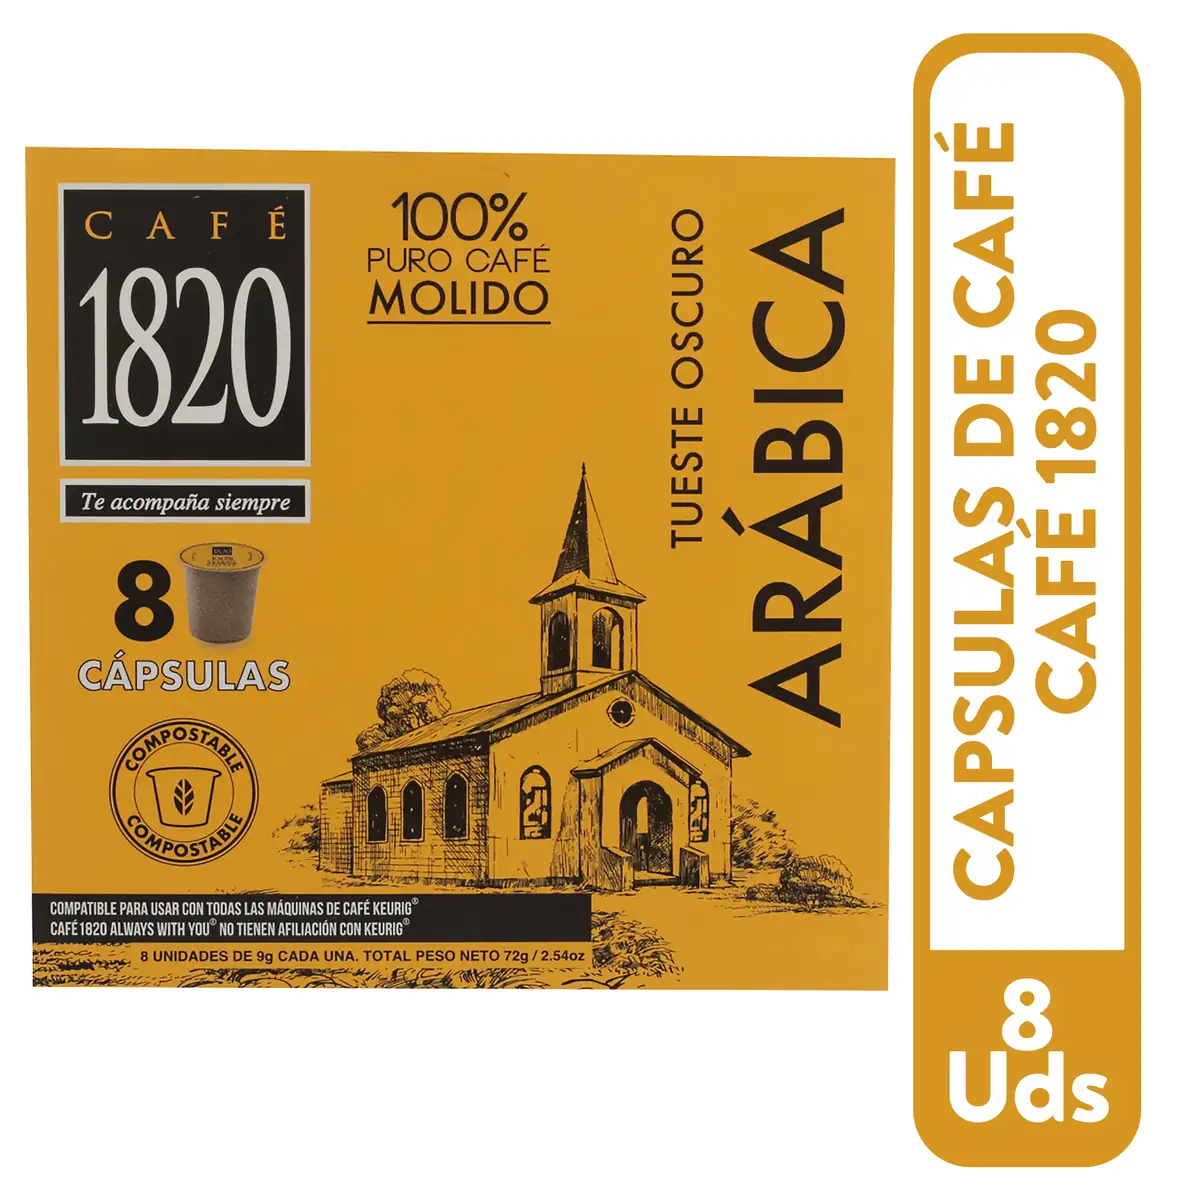 CAFÉ
1820
Te acompaña siempre
8
CÁPSULAS
COMPOSTABLE
COMPOSTABLE
100%
PURO CAFÉ
MOLIDO
TUESTE OSCURO
ARÁBICA
COMPATIBLE PARA USAR CON TODAS LAS MÁQUINAS DE CAFÉ KEURIG®
CAFÉ 1820 ALWAYS WITH YOU® NO TIENEN AFILIACIÓN CON KEURIG®
8 UNIDADES DE 9g CADA UNA. TOTAL PESO NETO 72g / 2.54oz
CAPSULAS DE CAFÉ
CAFÉ 1820
8
Uds